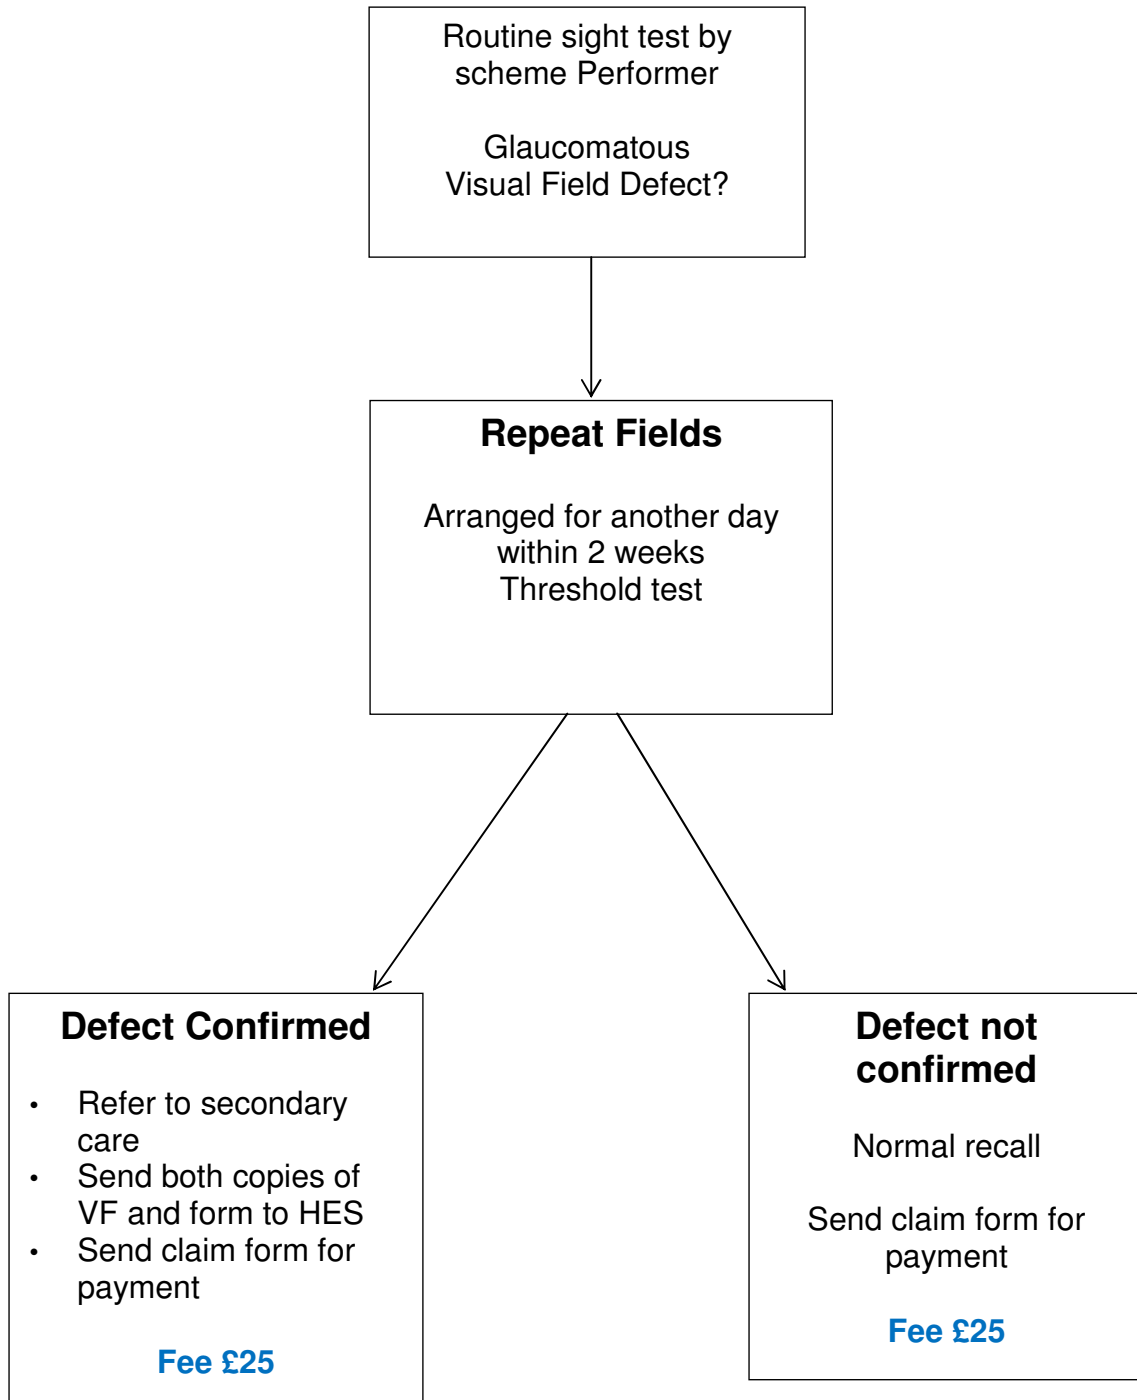 Routine sight test by
scheme Performer
Glaucomatous
Visual Field Defect?
Repeat Fields
Arranged for another day
within 2 weeks
Threshold test
Defect Confirmed
• Refer to secondary
care
• Send both copies of
VF and form to HES
• Send claim form for
payment
Fee £25
Defect not
confirmed
Normal recall
Send claim form for
payment
Fee £25